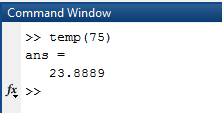 Command Window
>> temp(75)
ans =
23.8889
fx >>